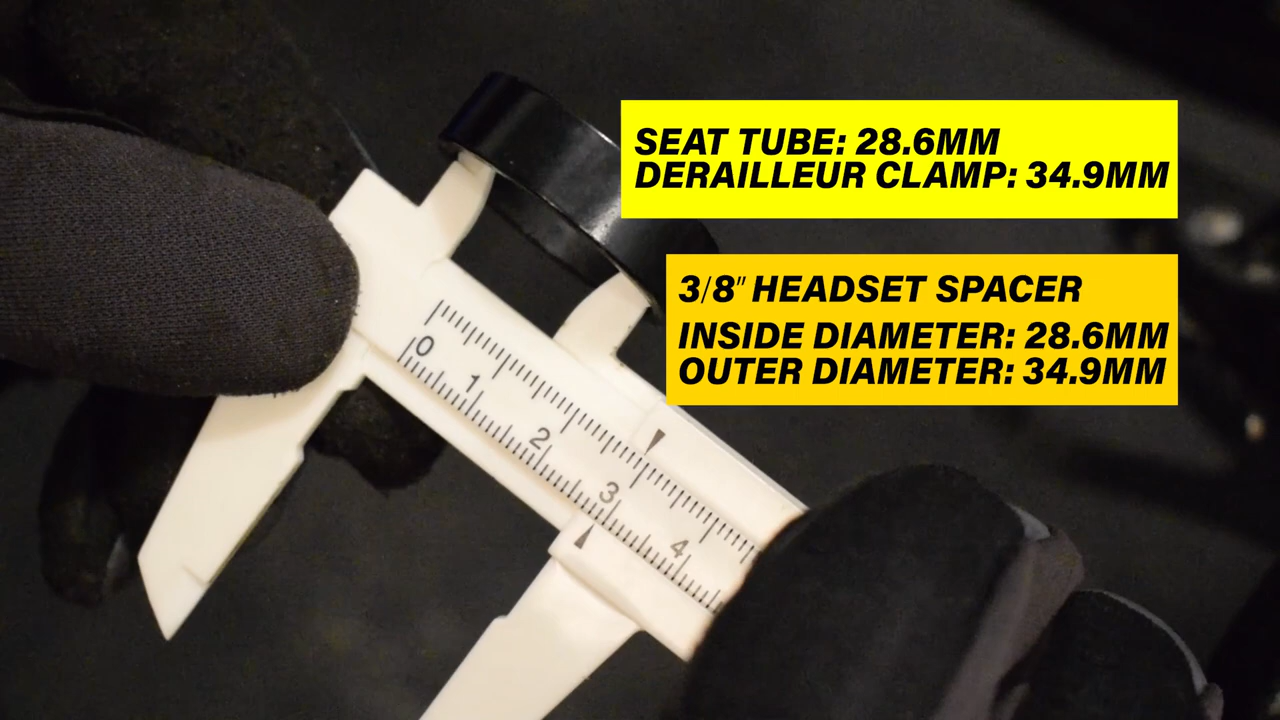 SEAT TUBE: 28.6MM
DERAILLEUR CLAMP: 34.9MM
3/8" HEADSET SPACER
INSIDE DIAMETER: 28.6MM
OUTER DIAMETER: 34.9MM
0 1 2 3 4